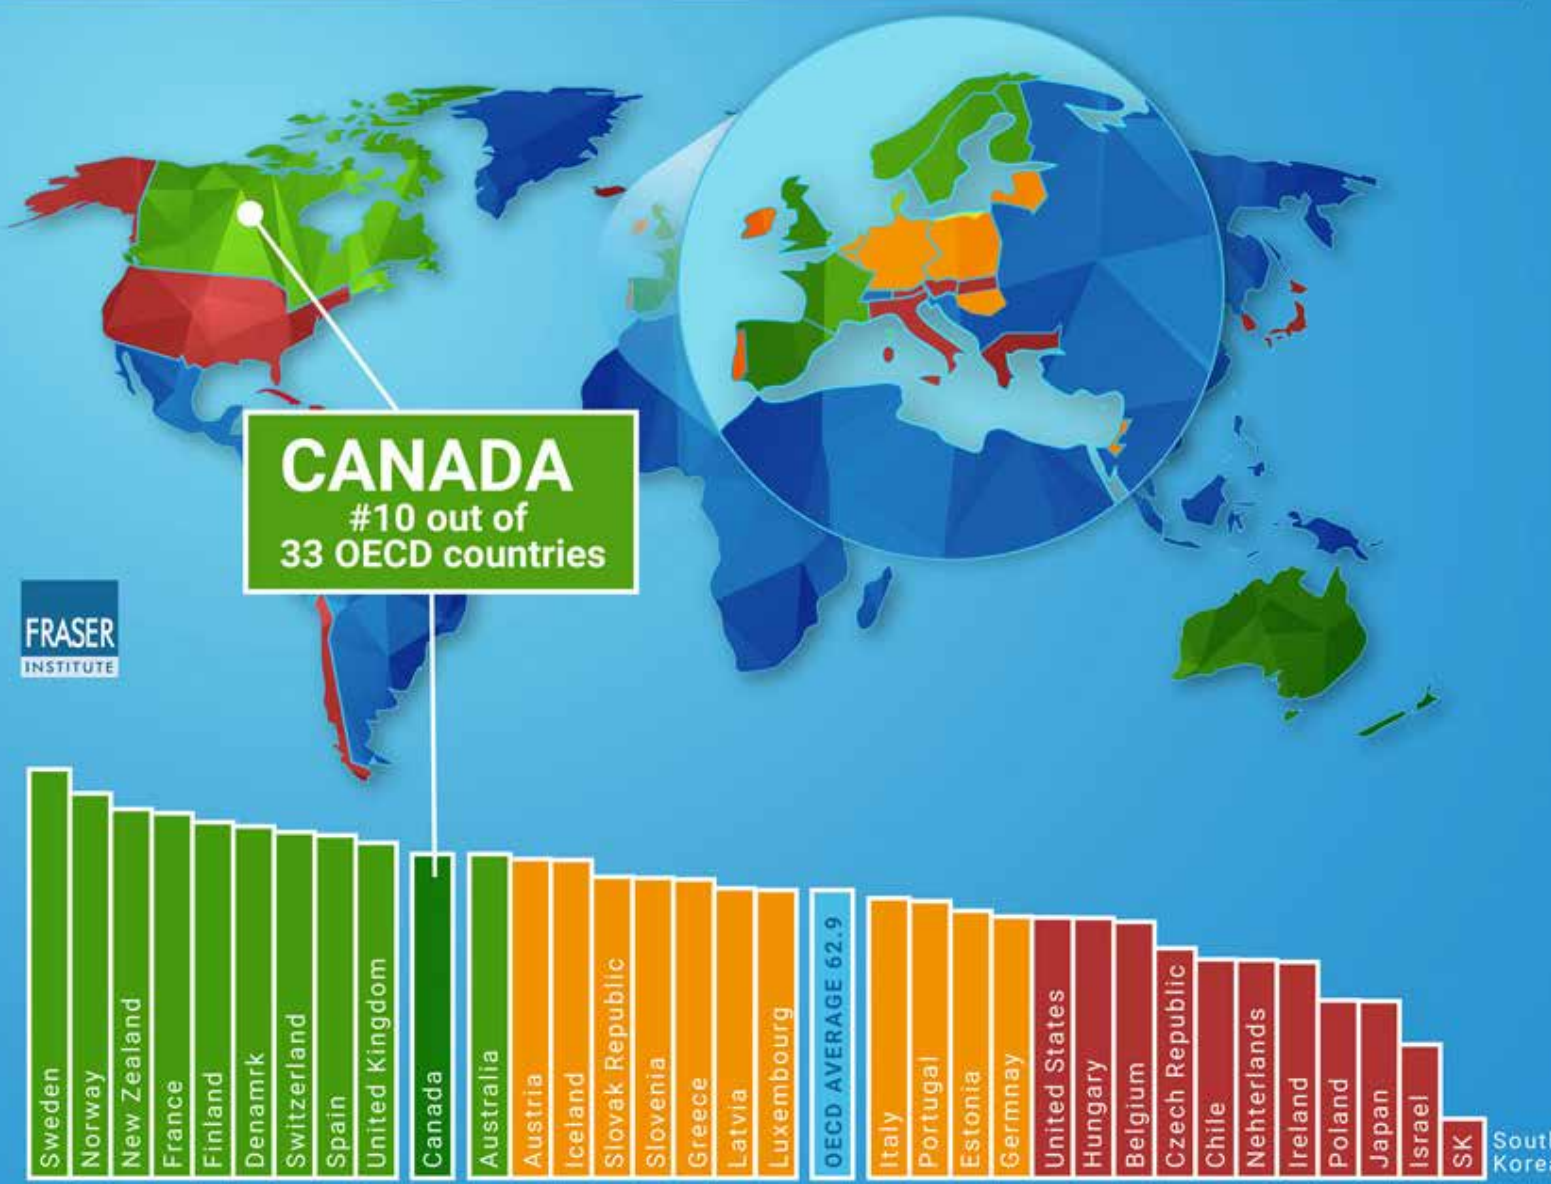 CANADA
#10 out of
33 OECD countries
FRASER
INSTITUTE
Sweden
Norway
New Zealand
France
Finland
Denamrk
Switzerland
Spain
United Kingdom
Canada
Australia
Austria
Iceland
Slovak Republic
Slovenia
Greece
Latvia
Luxembourg
OECD AVERAGE 62.9
Italy
Portugal
Estonia
Germnay
United States
Hungary
Belgium
Czech Republic
Chile
Nehterlands
Ireland
Poland
Japan
Israel
SK
South
Korea